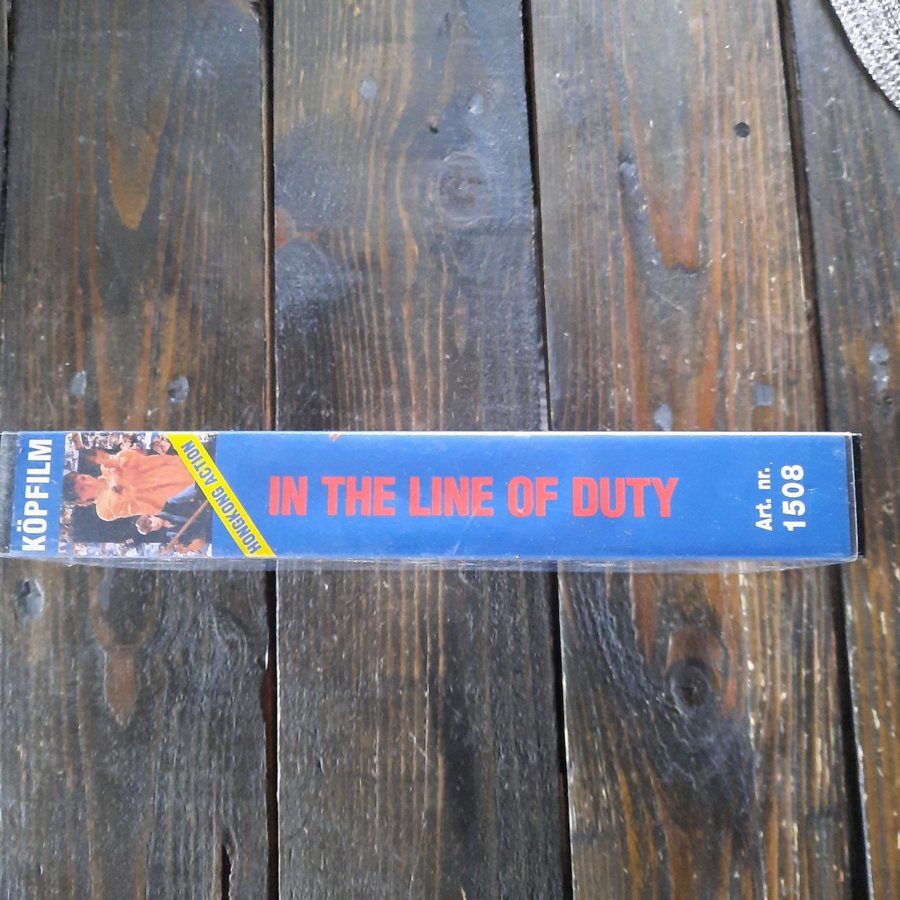 KÖPFILM
HONGKONG ACTION
IN THE LINE OF DUTY
Art. nr.
1508